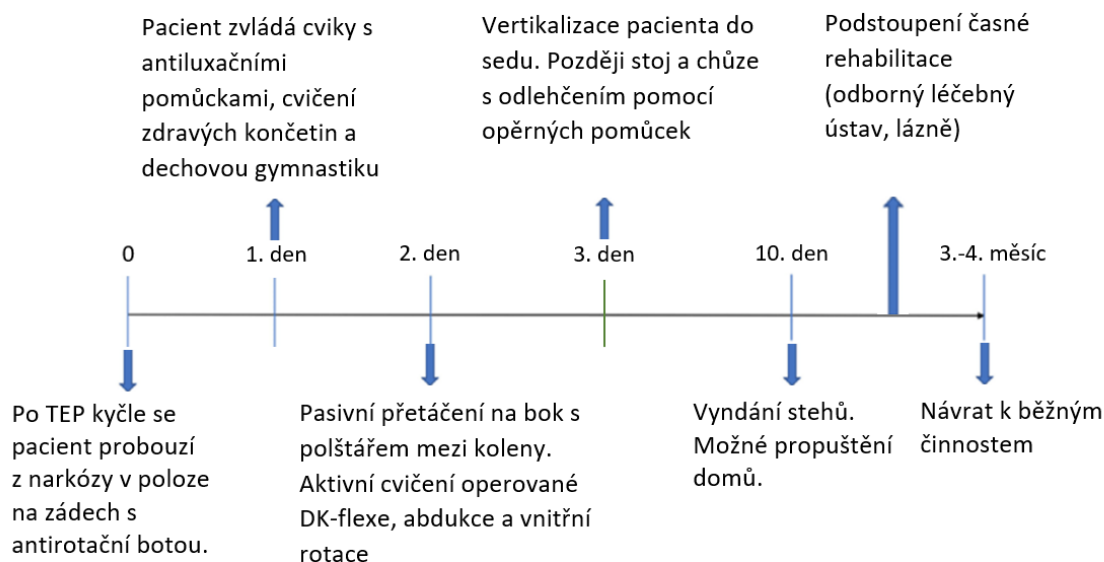 Pacient zvládá cviky s
antiluxačními
pomůckami, cvičení
zdravých končetin a
dechovou gymnastiku
Vertikalizace pacienta do
sedu. Později stoj a chůze
s odlehčením pomocí
opěrných pomůcek
Podstoupení časné
rehabilitace
(odborný léčebný
ústav, lázně)
0
1. den
2. den
3. den
10. den
3.-4. měsíc
Po TEP kyčle se
pacient probouzí
z narkózy v poloze
na zádech s
antirotační botou.
Pasivní přetáčení na bok s
polštářem mezi koleny.
Aktivní cvičení operované
DK-flexe, abdukce a vnitřní
rotace
Vyndání stehů.
Možné propuštění
domů.
Návrat k běžným
činnostem